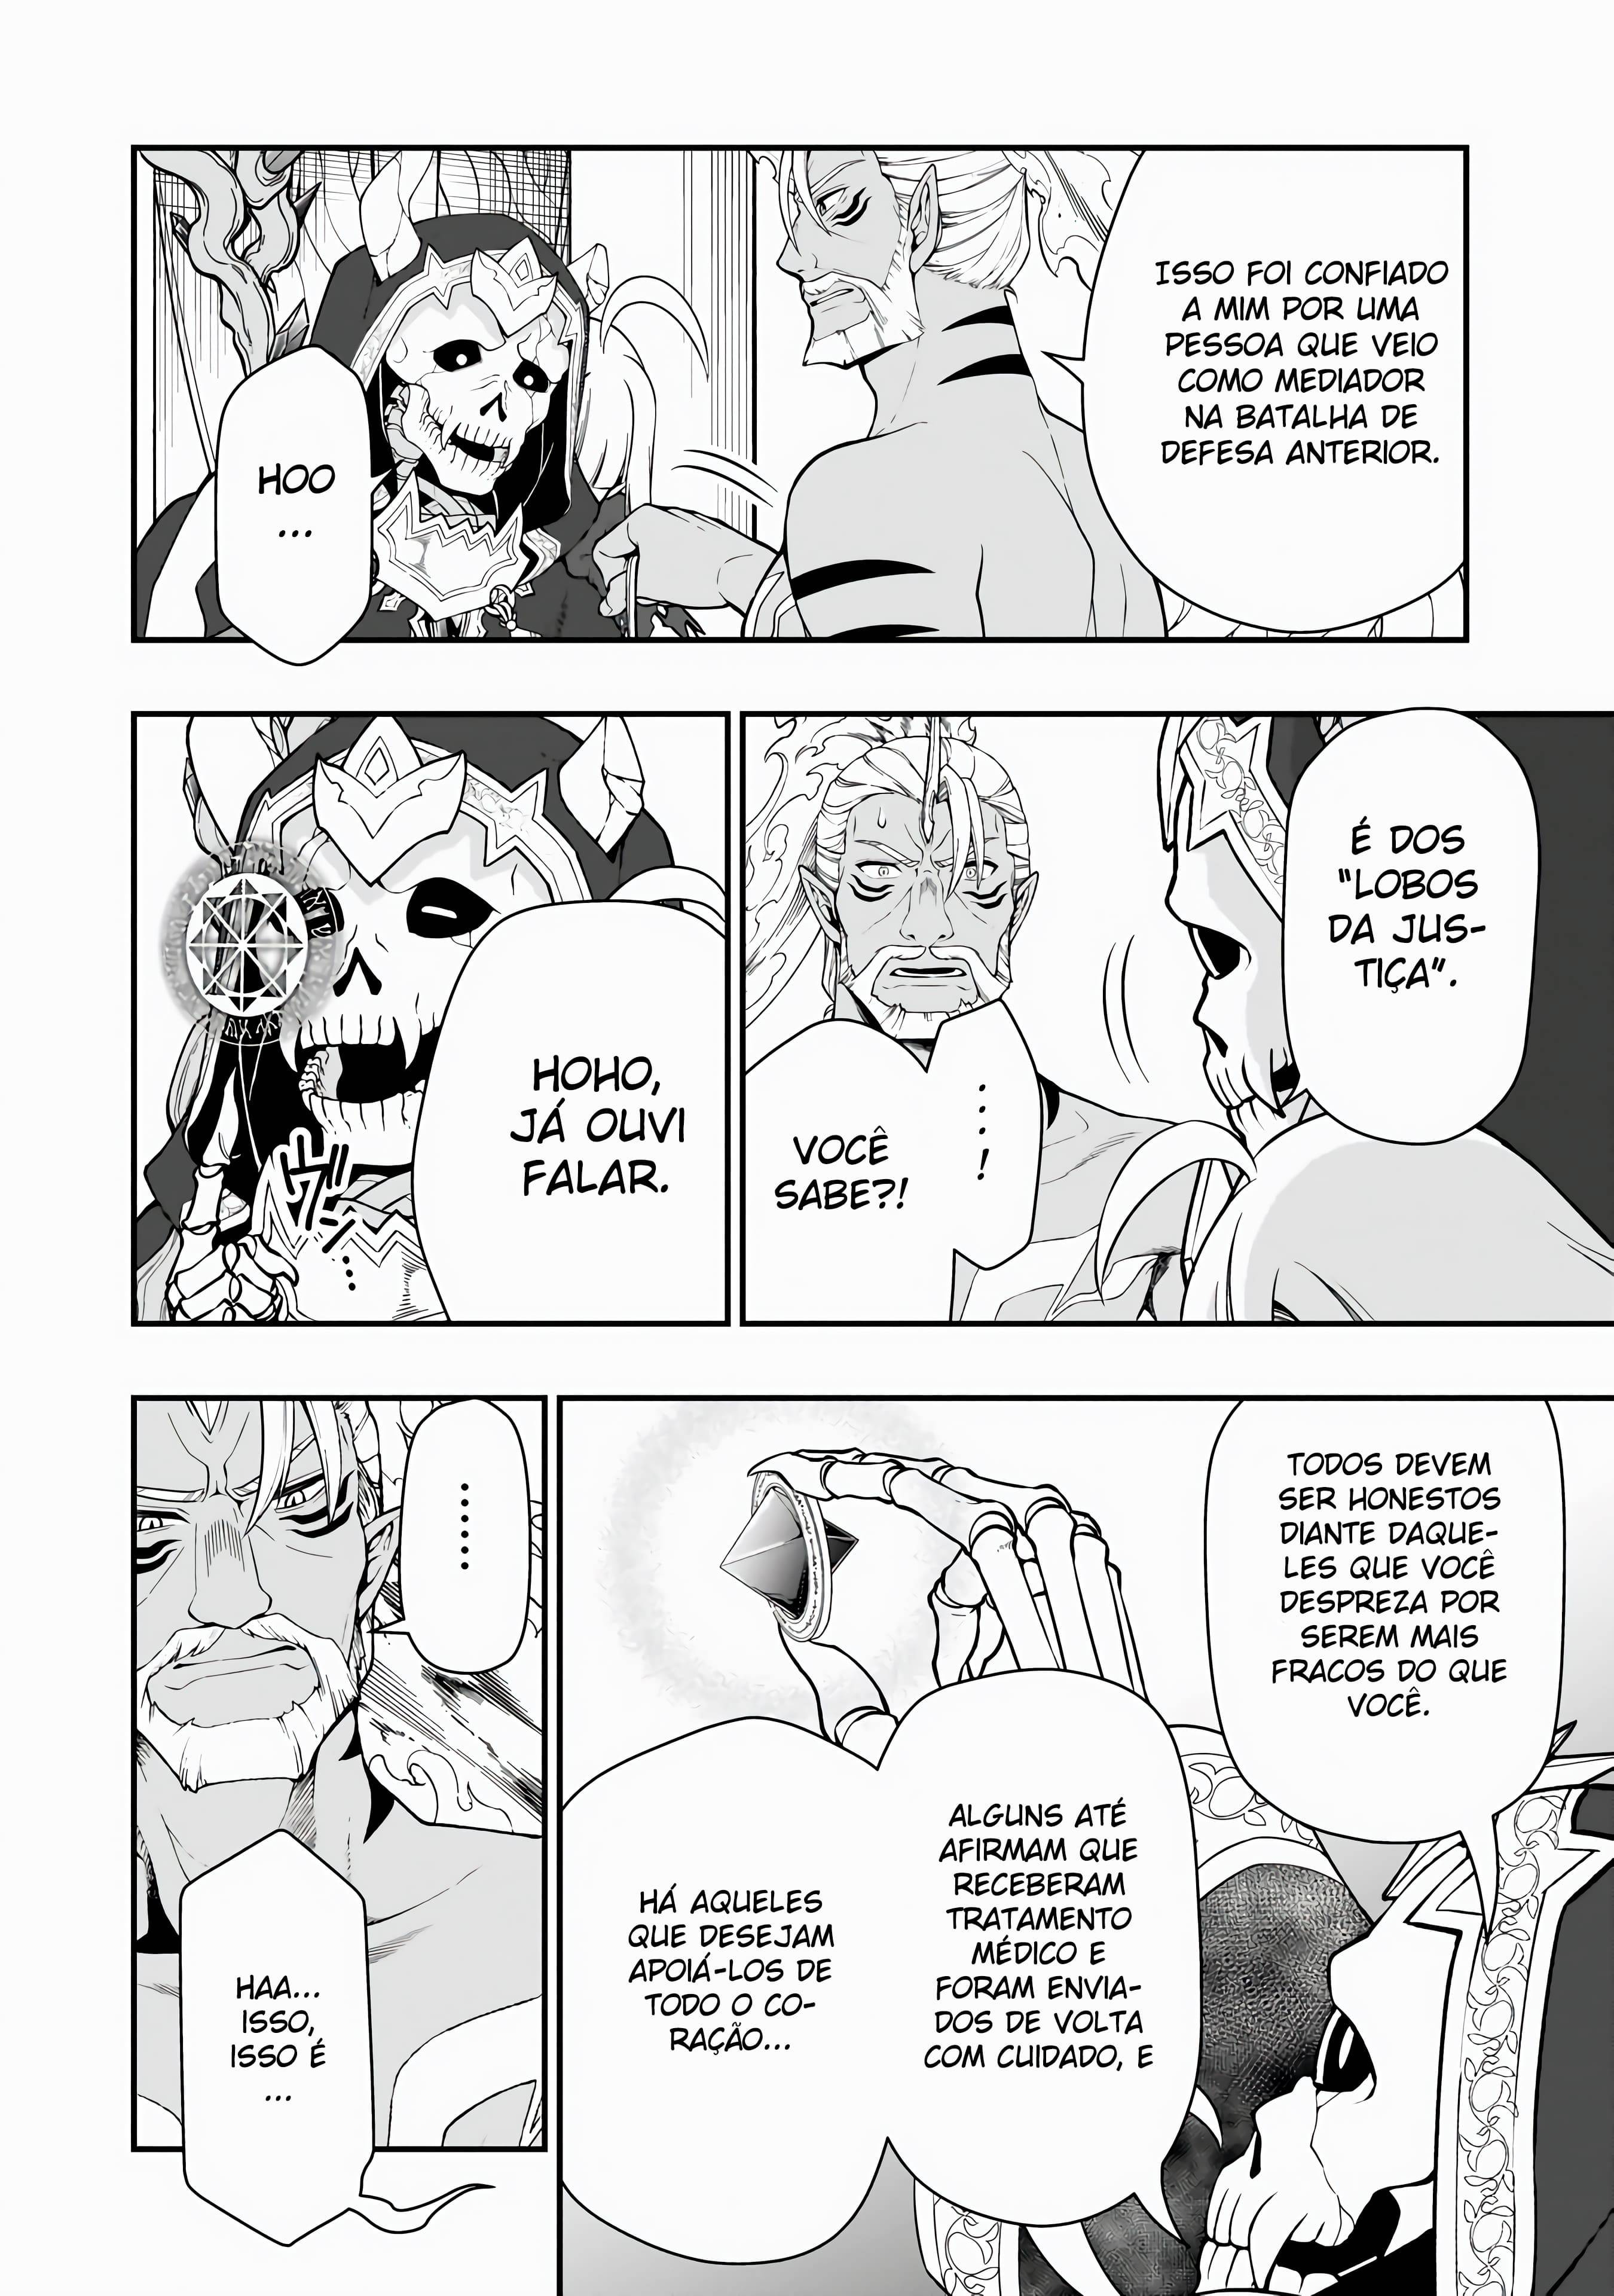 ISSO FOI CONFIADO
A MIM POR UMA
PESSOA QUE VEIO
COMO MEDIADOR
NA BATALHA DE
DEFESA ANTERIOR.
HOO
...
É DOS
"LOBOS
DA JUS-
TIÇA".
....!
VOCÊ
SABE?!
HOHO,
JÁ OUVI
FALAR.
ザッ...
TODOS DEVEM
SER HONESTOS
DIANTE DAQUE-
LES QUE VOCÊ
DESPREZA POR
SEREM MAIS
FRACOS DO QUE
VOCÊ.
ALGUNS ATÉ
AFIRMAM QUE
RECEBERAM
TRATAMENTO
MÉDICO E
FORAM ENVIA-
DOS DE VOLTA
COM CUIDADO, E
HÁ AQUELES
QUE DESEJAM
APOIÁ-LOS DE
TODO O CO-
RAÇÃO...
......
HAA...
ISSO,
ISSO É
...